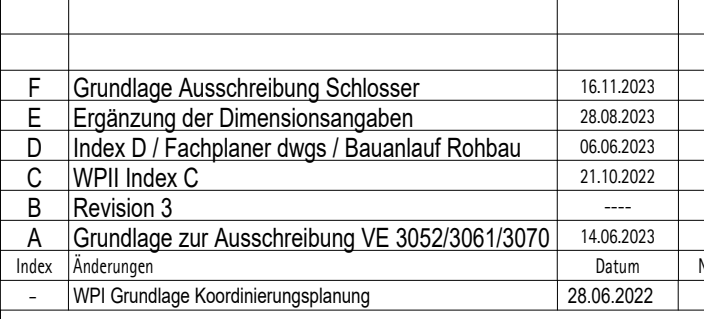 F Grundlage Ausschreibung Schlosser 16.11.2023
E Ergänzung der Dimensionsangaben 28.08.2023
D Index D / Fachplaner dwgs / Bauanlauf Rohbau 06.06.2023
C WPII Index C 21.10.2022
B Revision 3 ----
A Grundlage zur Ausschreibung VE 3052/3061/3070 14.06.2023
Index Änderungen Datum
- WPI Grundlage Koordinierungsplanung 28.06.2022